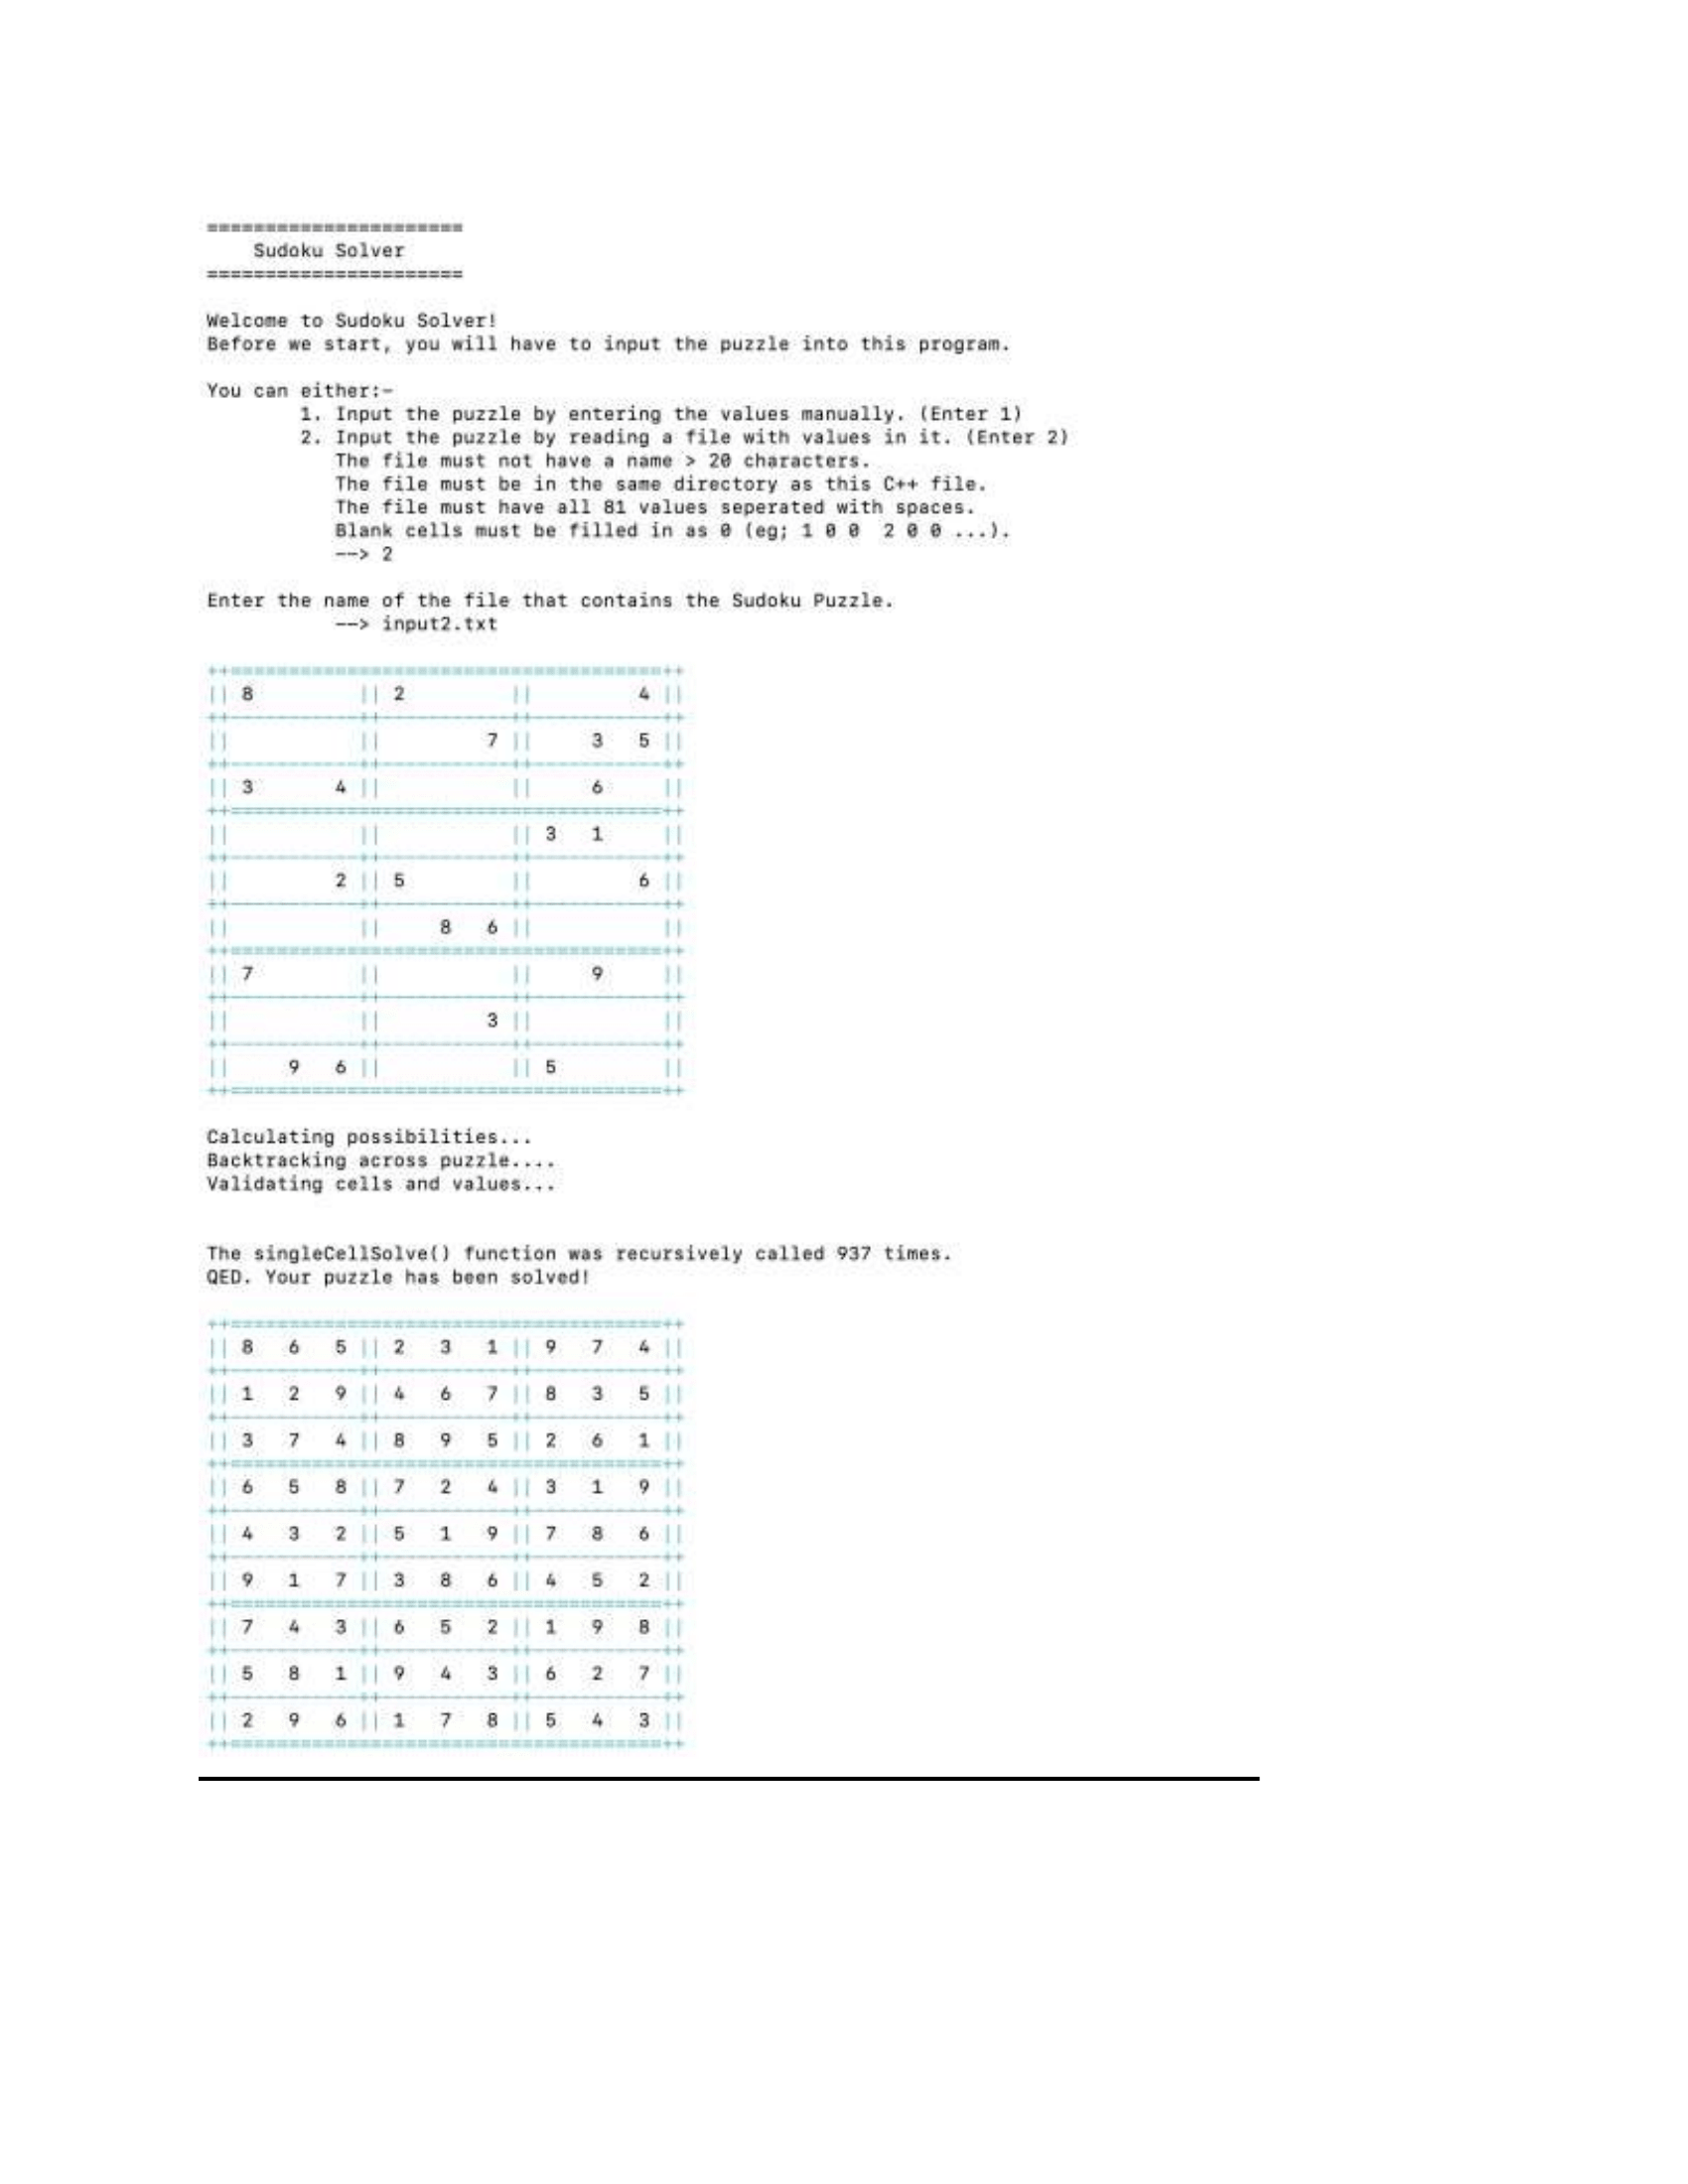 ======================
Sudoku Solver
======================
Welcome to Sudoku Solver!
Before we start, you will have to input the puzzle into this program.
You can either:-
1. Input the puzzle by entering the values manually. (Enter 1)
2. Input the puzzle by reading a file with values in it. (Enter 2)
The file must not have a name > 20 characters.
The file must be in the same directory as this C++ file.
The file must have all 81 values seperated with spaces.
Blank cells must be filled in as 0 (eg; 1 0 0  2 0 0 ...).
--> 2
Enter the name of the file that contains the Sudoku Puzzle.
--> input2.txt
|| 8 || 2 || 4 ||
|| || 7 || 3 5 ||
|| 3 4 || || 6 ||
|| || || 3 1 ||
|| 2 || 5 || 6 ||
|| || 8 6 || ||
|| 7 || || 9 ||
|| || 3 || ||
|| 9 6 || || 5 ||
Calculating possibilities...
Backtracking across puzzle....
Validating cells and values...
The singleCellSolve() function was recursively called 937 times.
QED. Your puzzle has been solved!
|| 8 6 5 || 2 3 1 || 9 7 4 ||
|| 1 2 9 || 4 6 7 || 8 3 5 ||
|| 3 7 4 || 8 9 5 || 2 6 1 ||
|| 6 5 8 || 7 2 4 || 3 1 9 ||
|| 4 3 2 || 5 1 9 || 7 8 6 ||
|| 9 1 7 || 3 8 6 || 4 5 2 ||
|| 7 4 3 || 6 5 2 || 1 9 8 ||
|| 5 8 1 || 9 4 3 || 6 2 7 ||
|| 2 9 6 || 1 7 8 || 5 4 3 ||